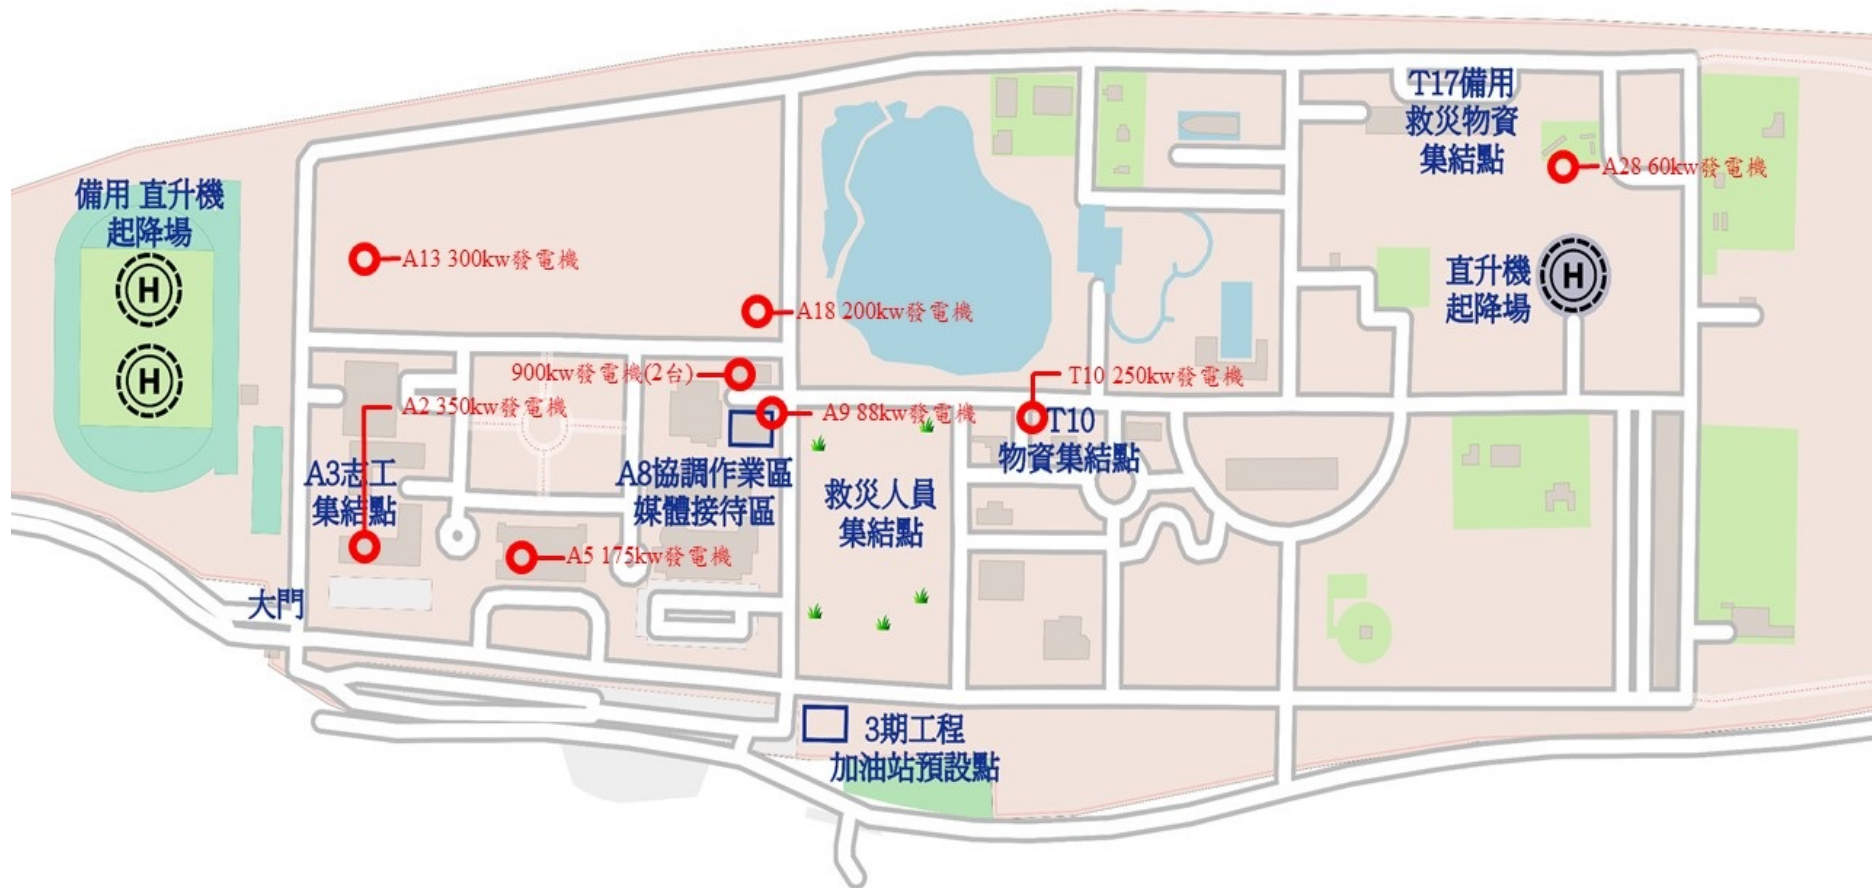 T17備用
救災物資
集結點
A28 60kw發電機
備用 直升機
起降場
H
H
A13 300kw發電機
直升機
起降場
H
A18 200kw發電機
900kw發電機(2台)
T10 250kw發電機
A2 350kw發電機
A9 88kw發電機
T10
物資集結點
A3志工
集結點
A8協調作業區
媒體接待區
救災人員
集結點
A5 175kw發電機
大門
3期工程
加油站預設點